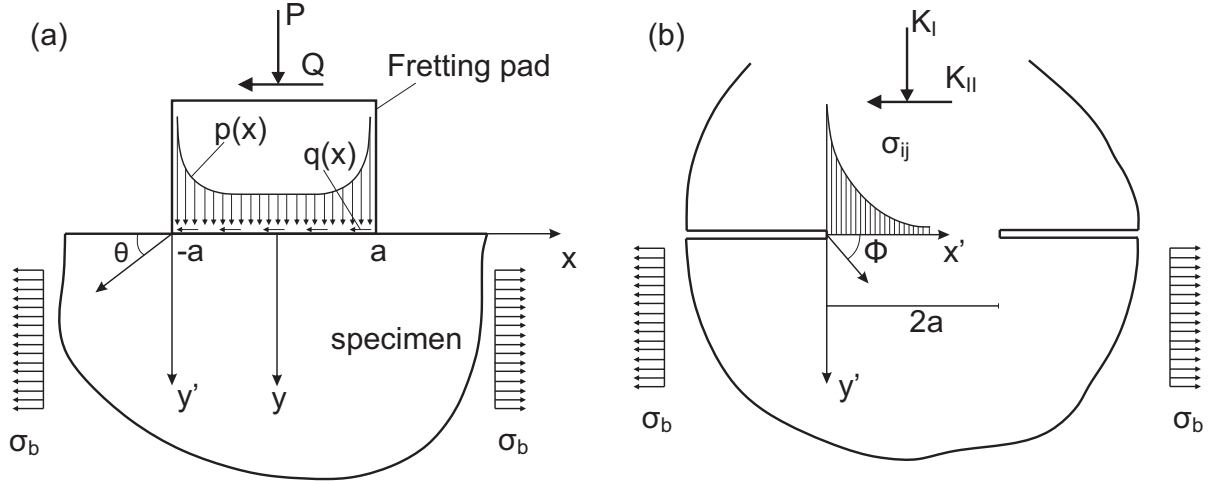 (a)
P
Q
Fretting pad
p(x)
q(x)
θ
-a
a
x
specimen
y’
y
σb
σb
(b)
KI
KII
σij
Φ
x’
2a
y’
σb
σb